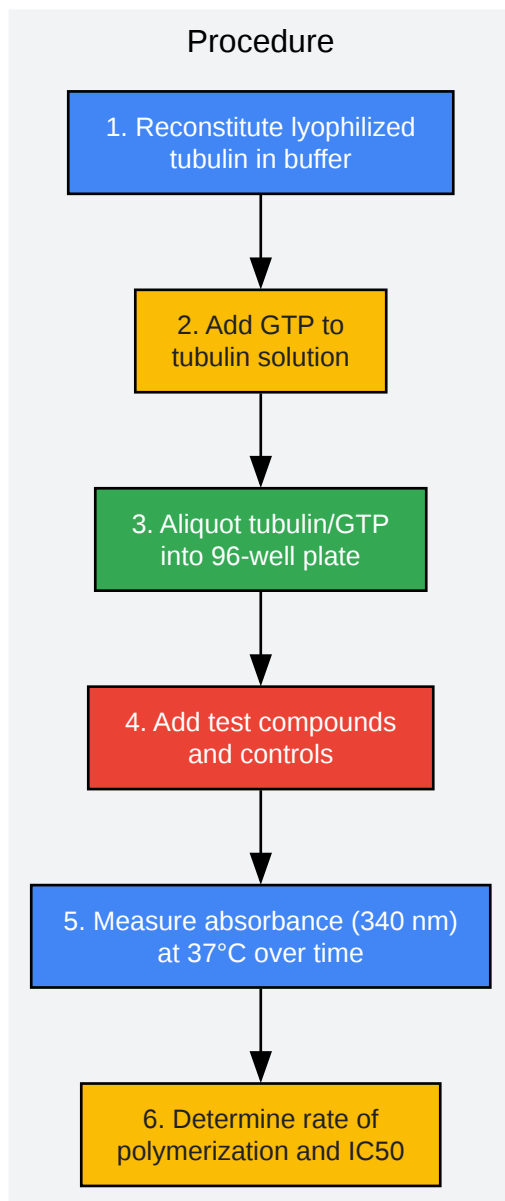 Procedure
1. Reconstitute lyophilized
tubulin in buffer
2. Add GTP to
tubulin solution
3. Aliquot tubulin/GTP
into 96-well plate
4. Add test compounds
and controls
5. Measure absorbance (340 nm)
at 37°C over time
6. Determine rate of
polymerization and IC50